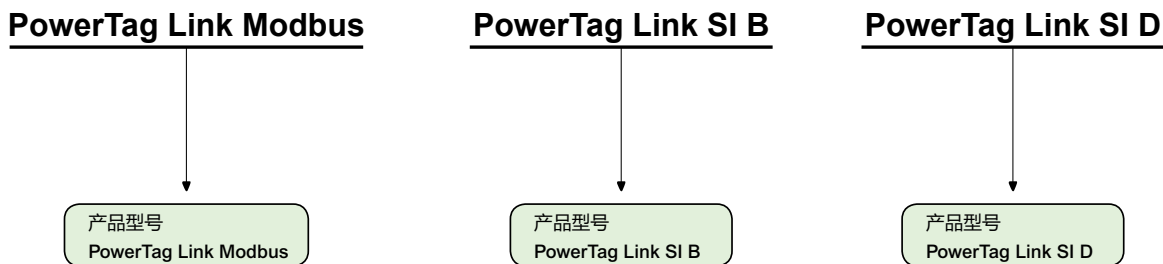 PowerTag Link Modbus
PowerTag Link SI B
PowerTag Link SI D
产品型号
PowerTag Link Modbus
产品型号
PowerTag Link SI B
产品型号
PowerTag Link SI D